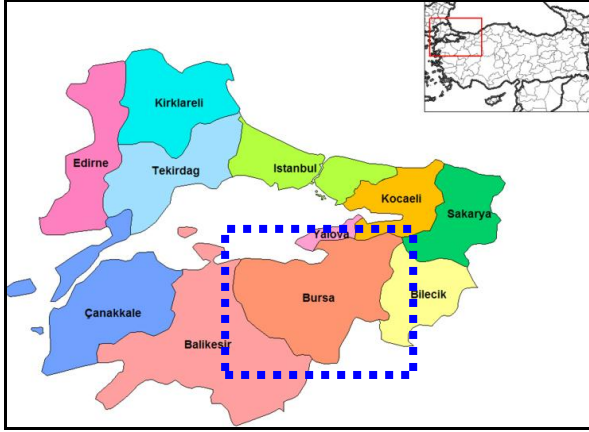 Kirklareli
Edirne
Tekirdag
Istanbul
Kocaeli
Sakarya
Yalova
Bursa
Bilecik
Çanakkale
Balikesir